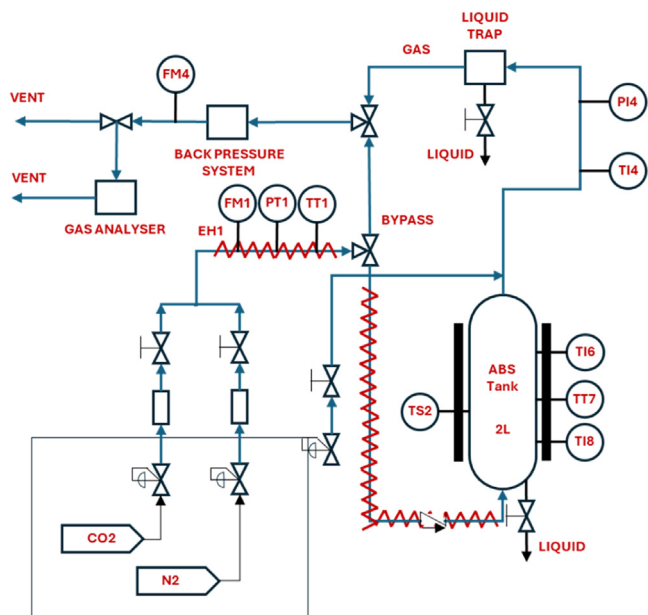 LIQUID
TRAP
GAS
FM4
VENT
PI4
BACK PRESSURE
SYSTEM
LIQUID
TI4
VENT
FM1
PT1
TT1
GAS ANALYSER
EH1
BYPASS
ABS
Tank
2L
TI6
TS2
TT7
TI8
CO2
N2
LIQUID